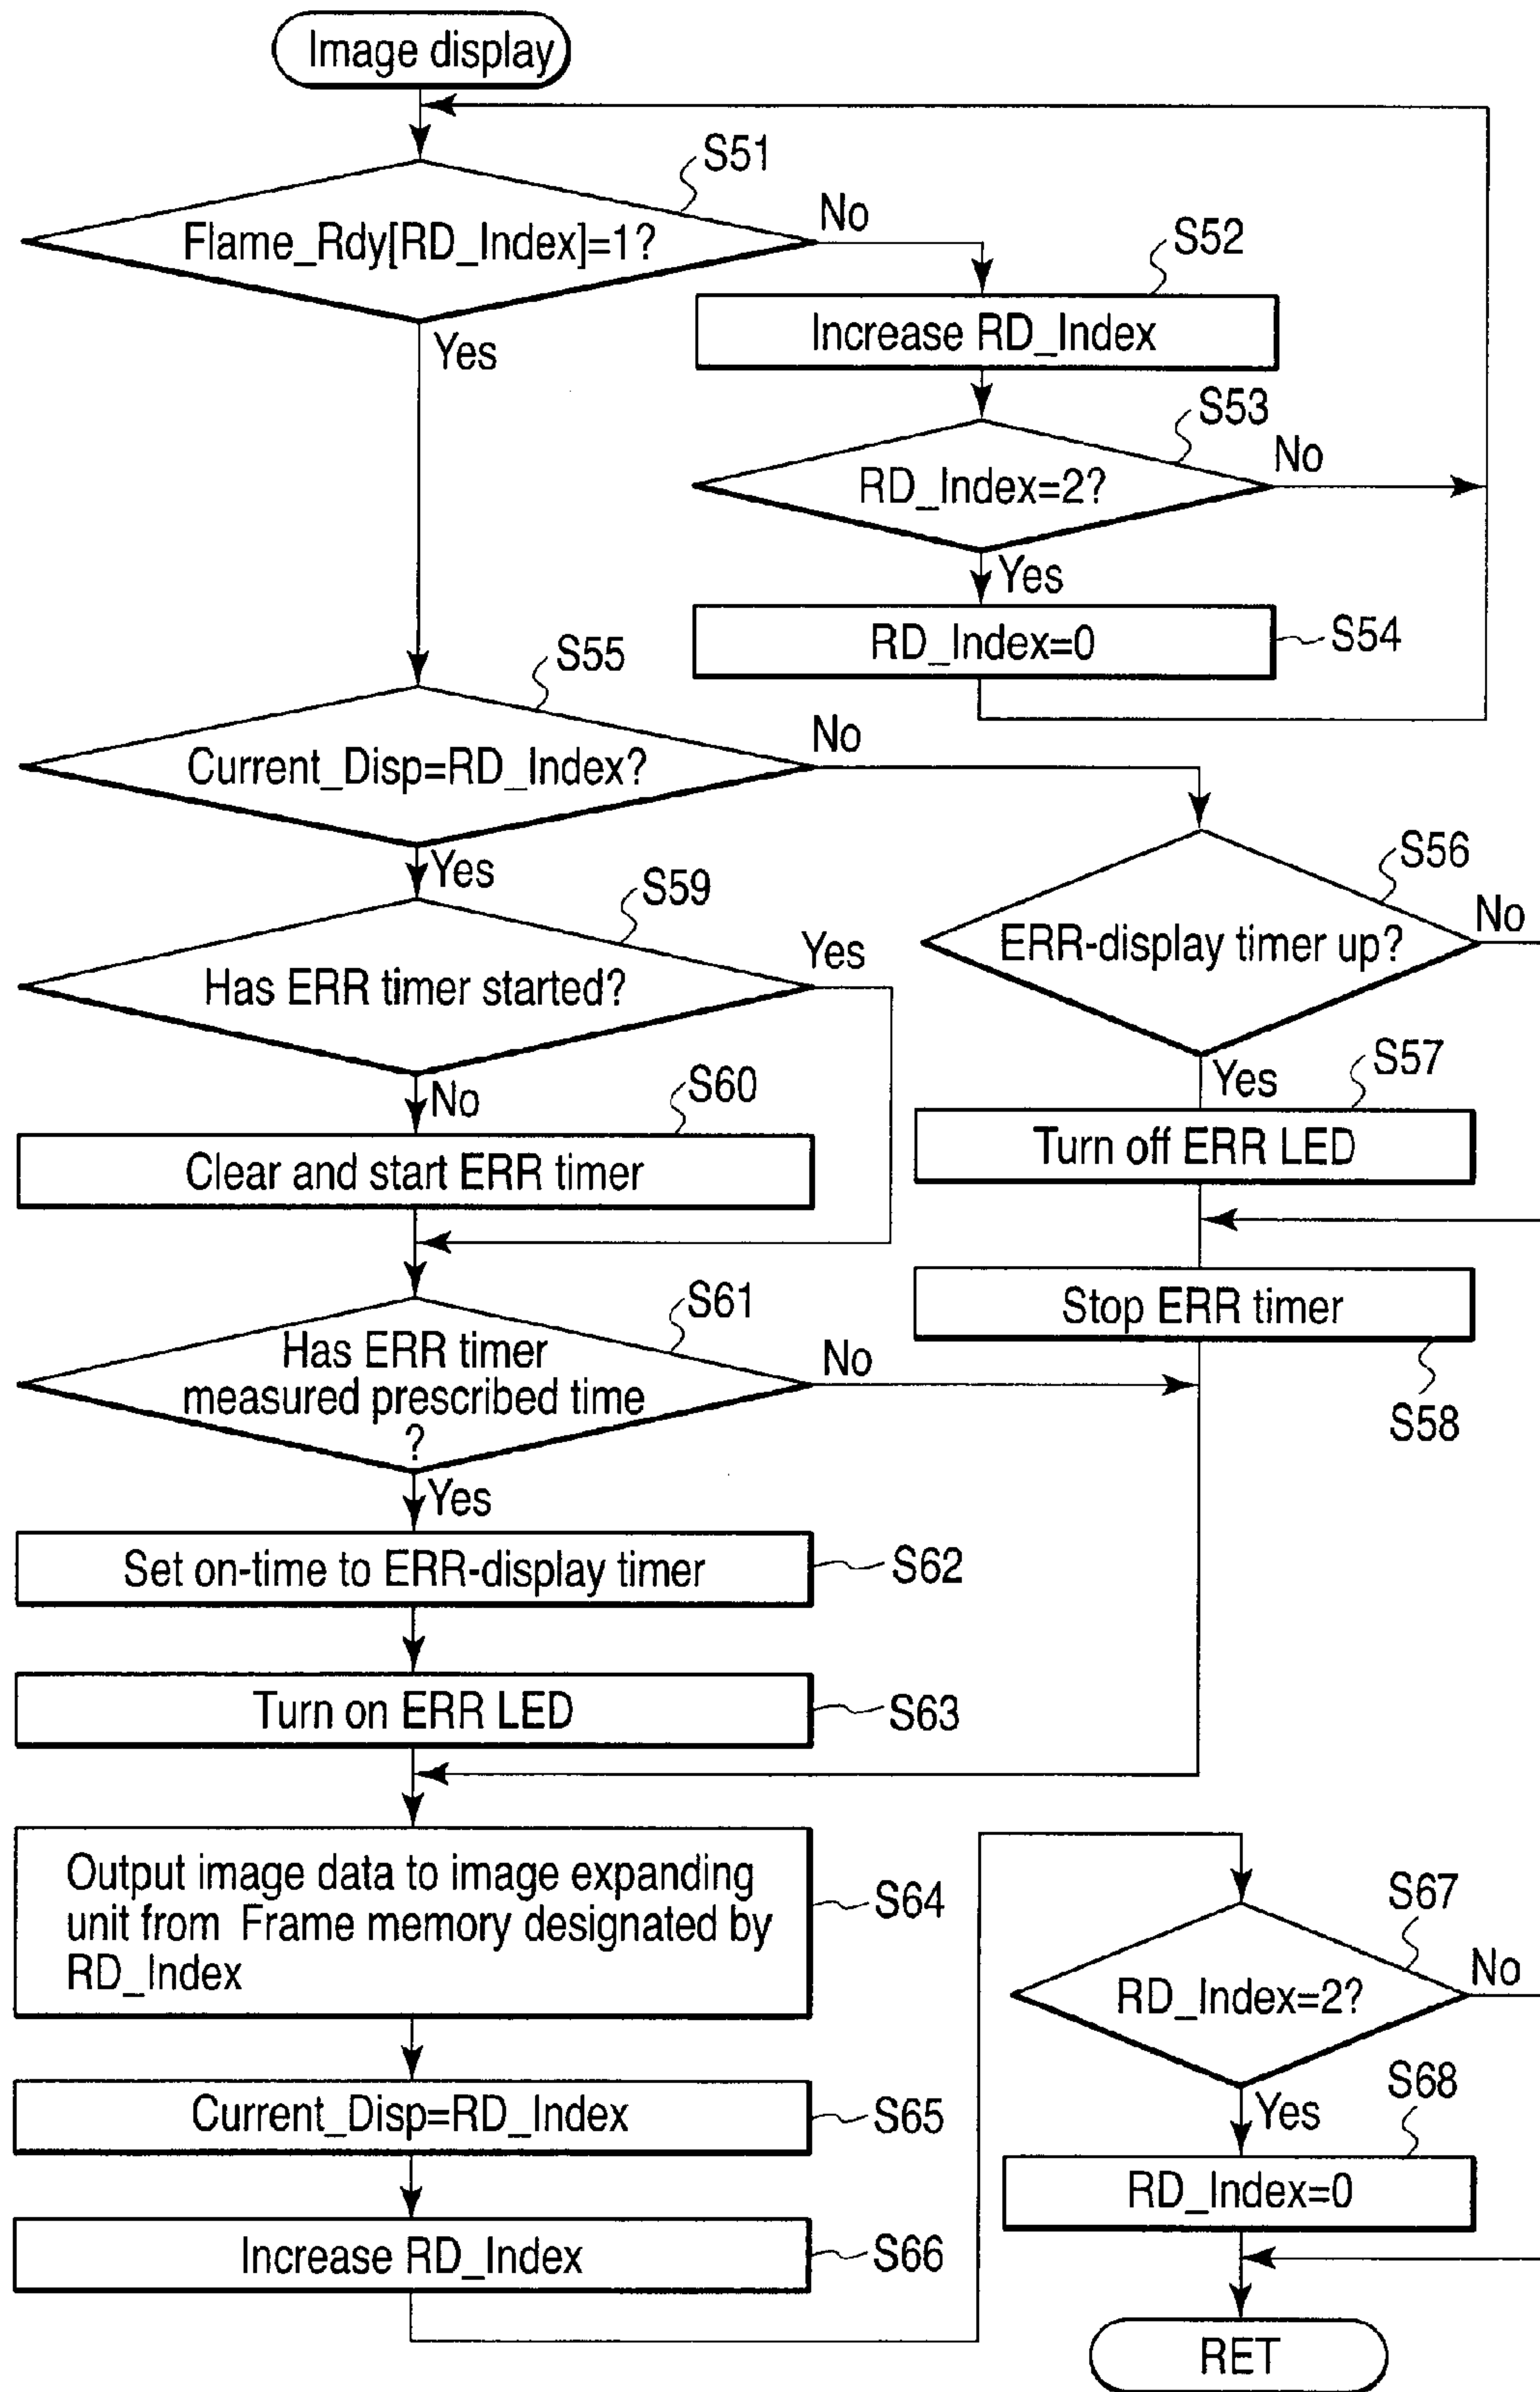 Image display
S51
Flame_Rdy[RD_Index]=1?
No
Yes
S52
Increase RD_Index
S53
RD_Index=2?
No
Yes
RD_Index=0
S54
S55
Current_Disp=RD_Index?
No
Yes
S56
ERR-display timer up?
No
Yes
S57
Turn off ERR LED
Stop ERR timer
S58
S59
Has ERR timer started?
Yes
No
S60
Clear and start ERR timer
S61
Has ERR timer
measured prescribed time
?
No
Yes
Set on-time to ERR-display timer
S62
Turn on ERR LED
S63
Output image data to image expanding
unit from Frame memory designated by
RD_Index
S64
Current_Disp=RD_Index
S65
Increase RD_Index
S66
S67
RD_Index=2?
No
Yes
S68
RD_Index=0
RET